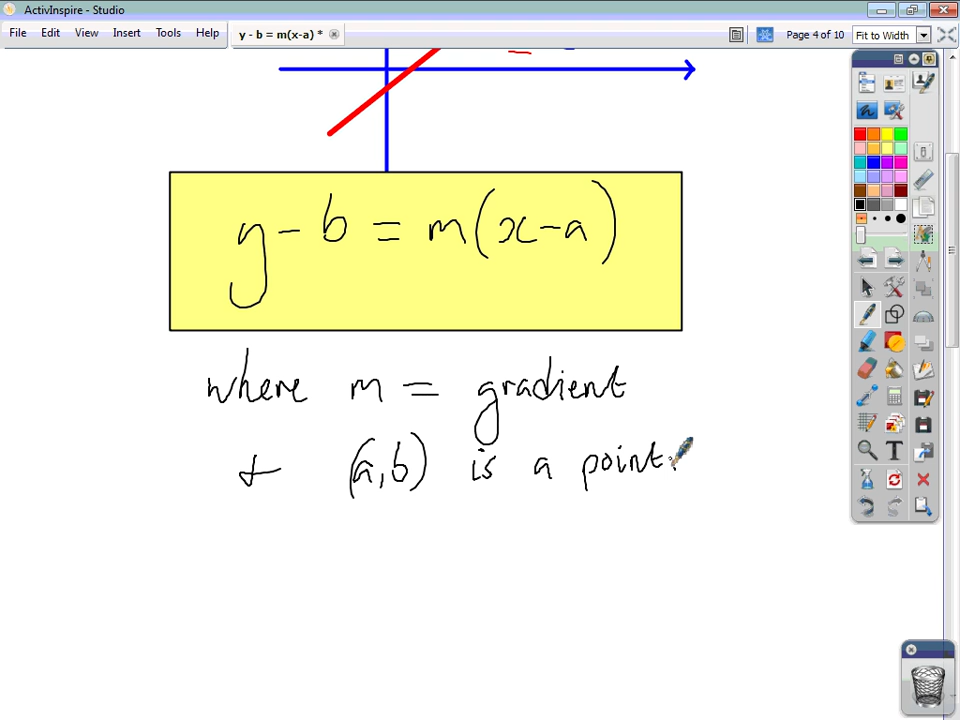 ActivInspire - Studio
File Edit View Insert Tools Help y - b = m(x-a) * Page 4 of 10 Fit to Width
y - b = m(x-a)
where m = gradient
+ (a,b) is a point.